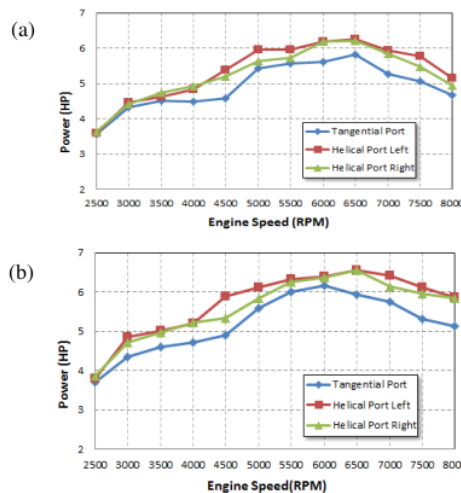 (a)
7
6
5
4
3
2
Power (HP)
2500 3000 3500 4000 4500 5000 5500 6000 6500 7000 7500 8000
Engine Speed (RPM)
Tangential Port
Helical Port Left
Helical Port Right
(b)
7
6
5
4
3
2
Power (HP)
2500 3000 3500 4000 4500 5000 5500 6000 6500 7000 7500 800
Engine Speed(RPM)
Tangential Port
Helical Port Left
Helical Port Right